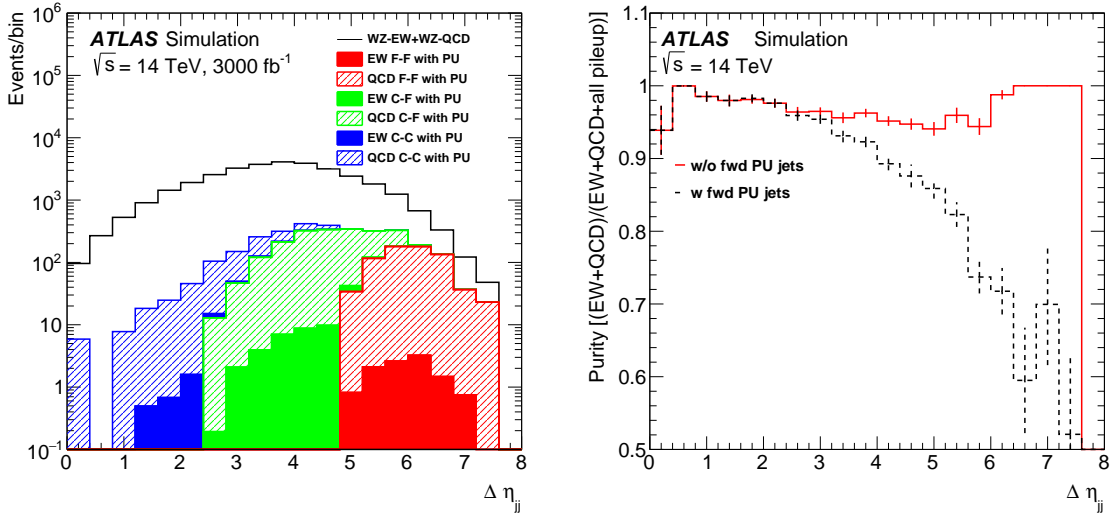 Events/bin
10⁶
10⁵
10⁴
10³
10²
10
1
10⁻¹
ATLAS Simulation
√s = 14 TeV, 3000 fb⁻¹
WZ-EW+WZ-QCD
EW F-F with PU
QCD F-F with PU
EW C-F with PU
QCD C-F with PU
EW C-C with PU
QCD C-C with PU
0 1 2 3 4 5 6 7 8
Δ η_jj
Purity [(EW+QCD)/(EW+QCD+all pileup)]
1.1
1
0.9
0.8
0.7
0.6
0.5
ATLAS Simulation
√s = 14 TeV
w/o fwd PU jets
w fwd PU jets
0 1 2 3 4 5 6 7 8
Δ η_jj